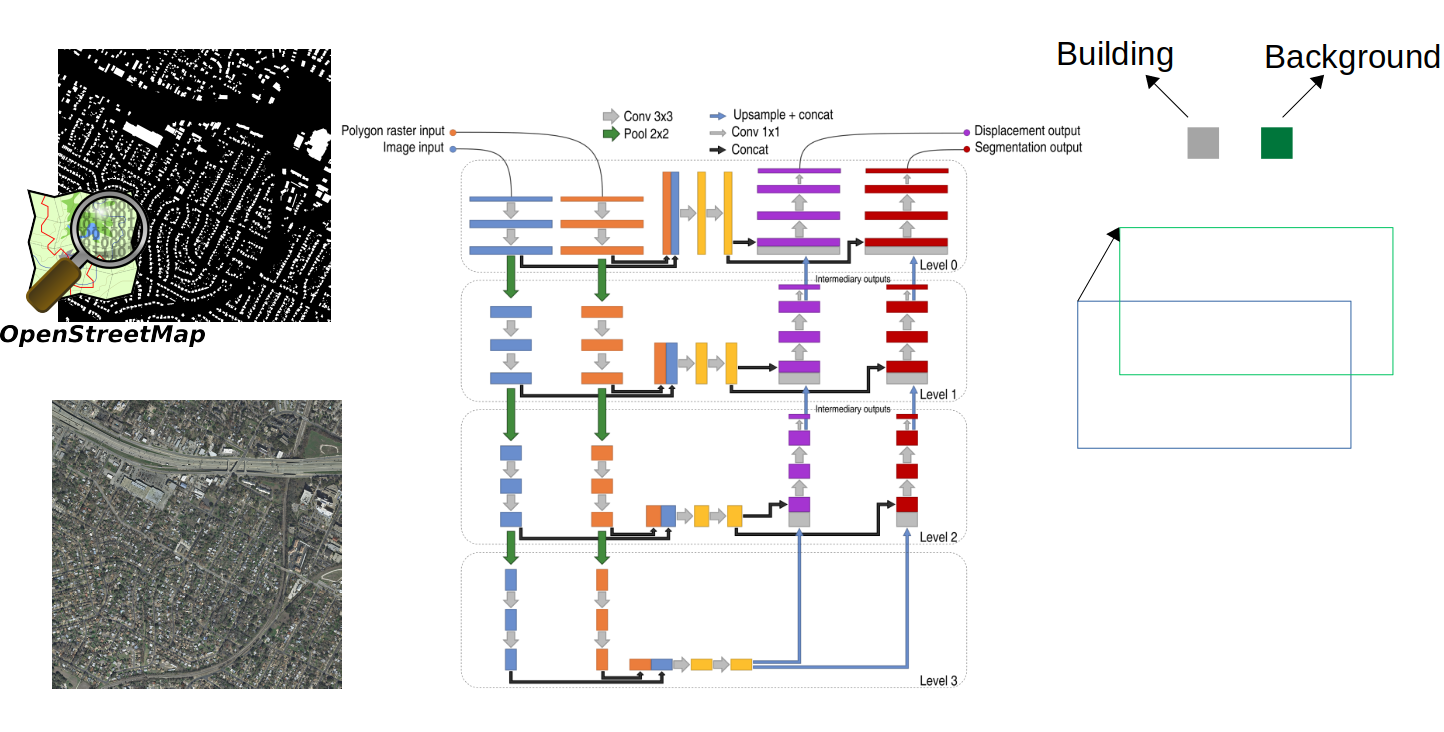 Building
Background
Conv 3x3
Pool 2x2
Upsample + concat
Conv 1x1
Concat
Polygon raster input
Image input
Displacement output
Segmentation output
Level 0
Intermediary outputs
OpenStreetMap
Level 1
Intermediary outputs
Level 2
Level 3